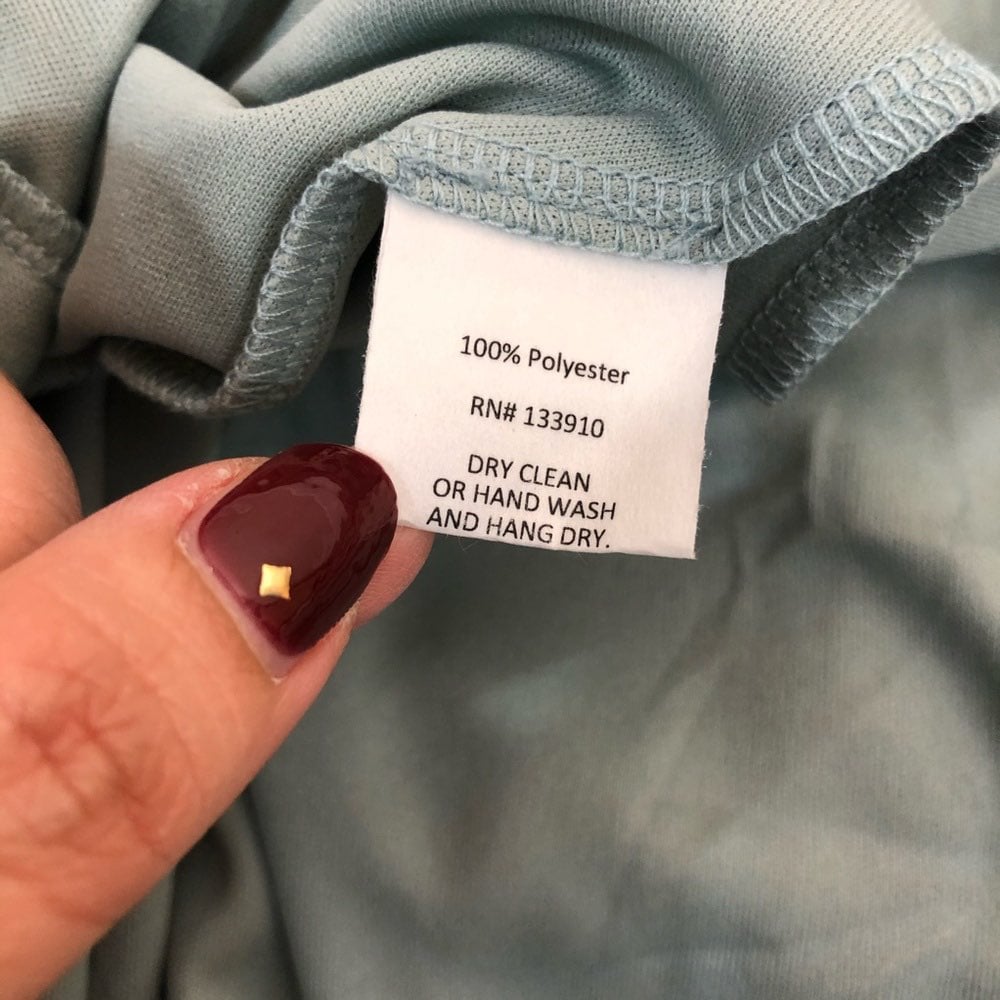 100% Polyester
RN# 133910
DRY CLEAN
OR HAND WASH
AND HANG DRY.